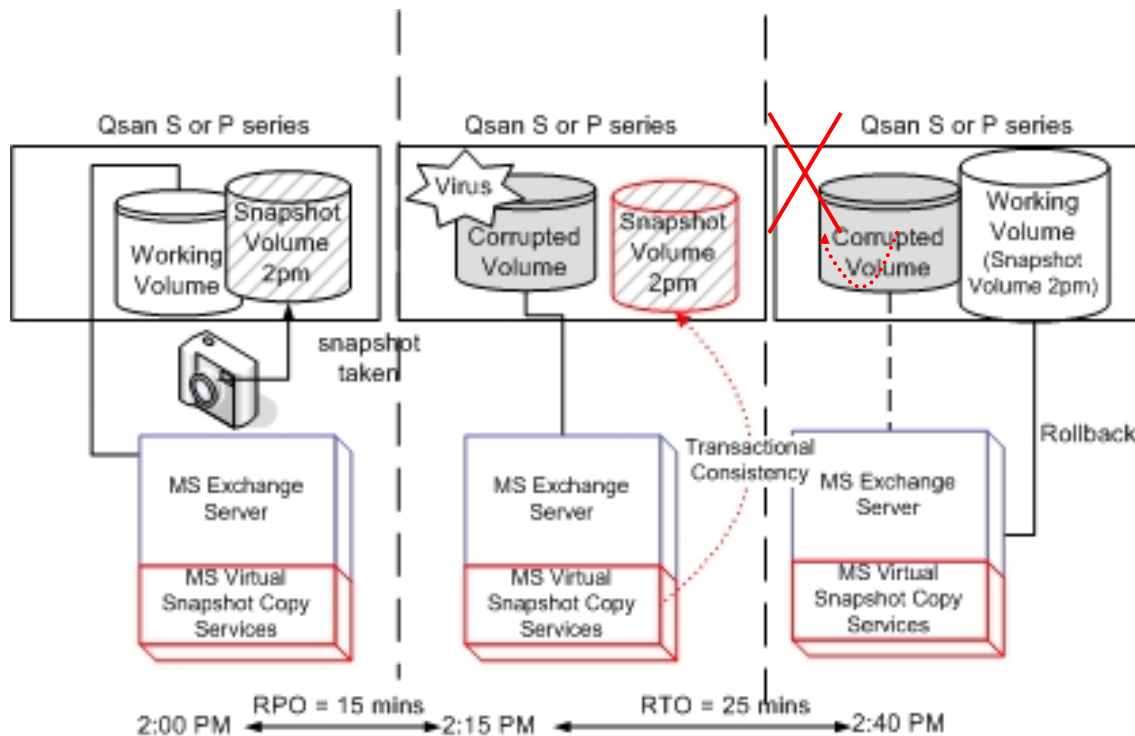 Qsan S or P series
Snapshot
Volume
2pm
Working
Volume
snapshot
taken
MS Exchange
Server
MS Virtual
Snapshot Copy
Services
Qsan S or P series
Virus
Corrupted
Volume
Snapshot
Volume
2pm
Transactional
Consistency
MS Exchange
Server
MS Virtual
Snapshot Copy
Services
Qsan S or P series
Corrupted
Volume
Working
Volume
(Snapshot
Volume 2pm)
Rollback
MS Exchange
Server
MS Virtual
Snapshot Copy
Services
RPO = 15 mins
RTO = 25 mins
2:00 PM
2:15 PM
2:40 PM